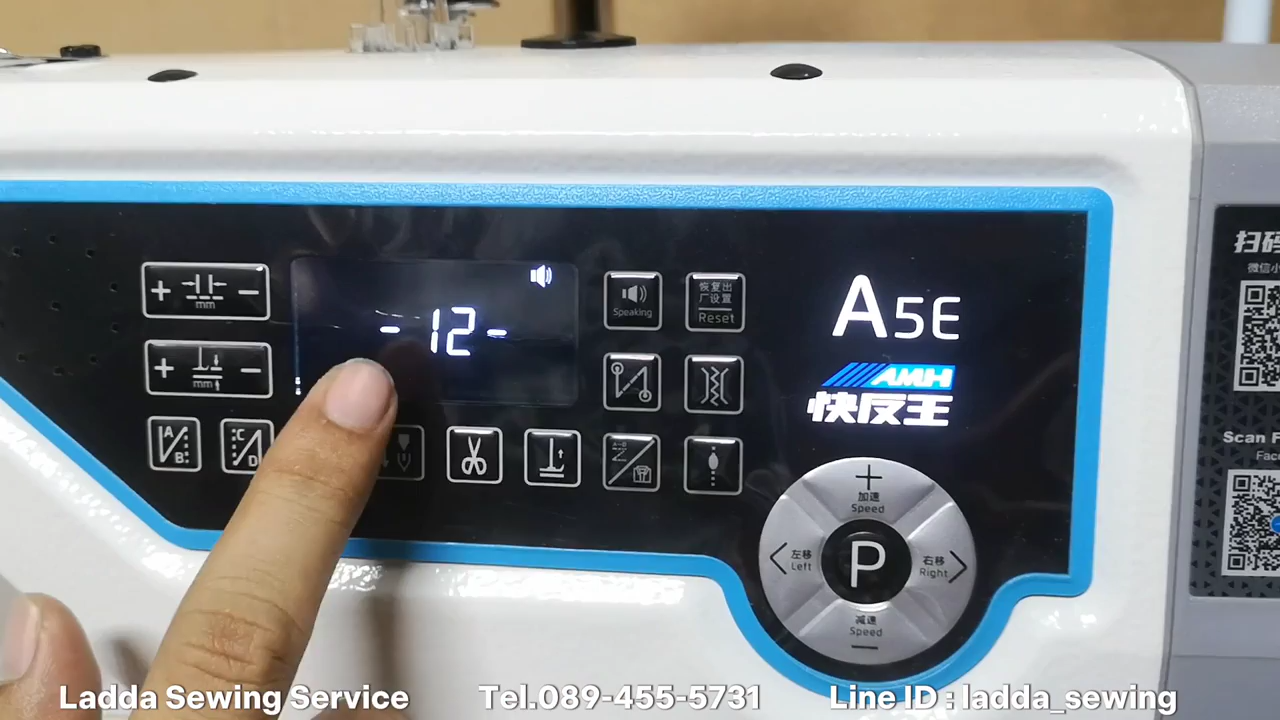 + mm -
-12-
Speaking
恢复出
厂设置
Reset
+ mm -
A
B
C
D
A5E
AMH
快反王
+
加速
Speed
左移
Left
P
右移
Right
减速
Speed
-
扫码
微信小
Scan F
Ladda Sewing Service
Tel.089-455-5731
Line ID : ladda_sewing